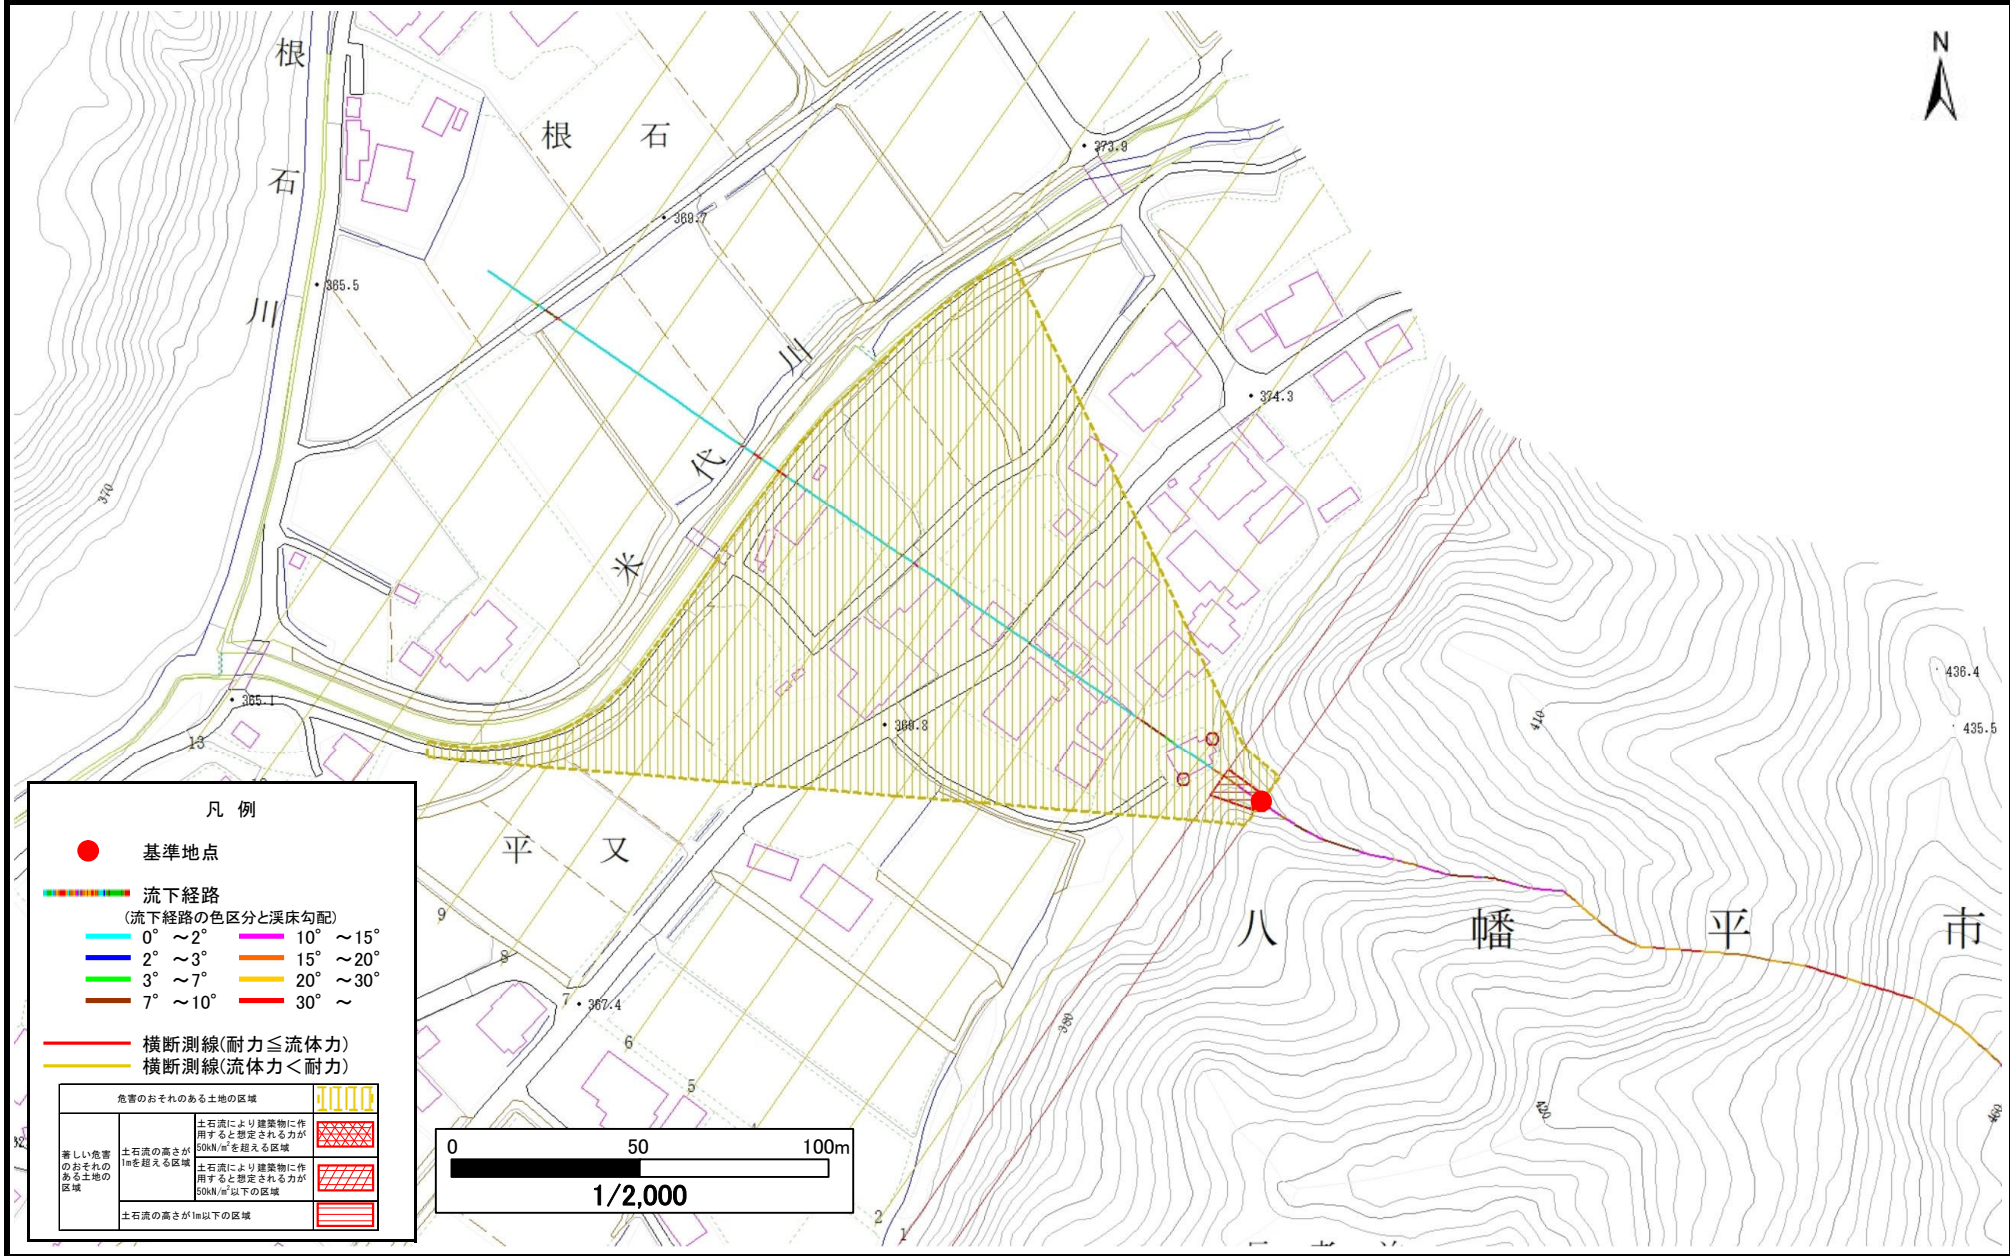 N
根
石
川
根 石
373.9
369.7
365.5
374.3
米 代 川
370
365.1
13
369.8
436.4
435.5
410
平 又
9
8
7
367.4
6
5
380
八 幡 平 市
420
460
2
1
凡 例
基準地点
流下経路
(流下経路の色区分と渓床勾配)
0° ~2°
10° ~15°
2° ~3°
15° ~20°
3° ~7°
20° ~30°
7° ~10°
30° ~
横断測線(耐力≦流体力)
横断測線(流体力<耐力)
危害のおそれのある土地の区域
著しい危害
のおそれの
ある土地の
区域
土石流の高さが
1mを超える区域
土石流により建築物に作
用すると想定される力が
50kN/㎡を超える区域
土石流により建築物に作
用すると想定される力が
50kN/㎡以下の区域
土石流の高さが1m以下の区域
0 50 100m
1/2,000